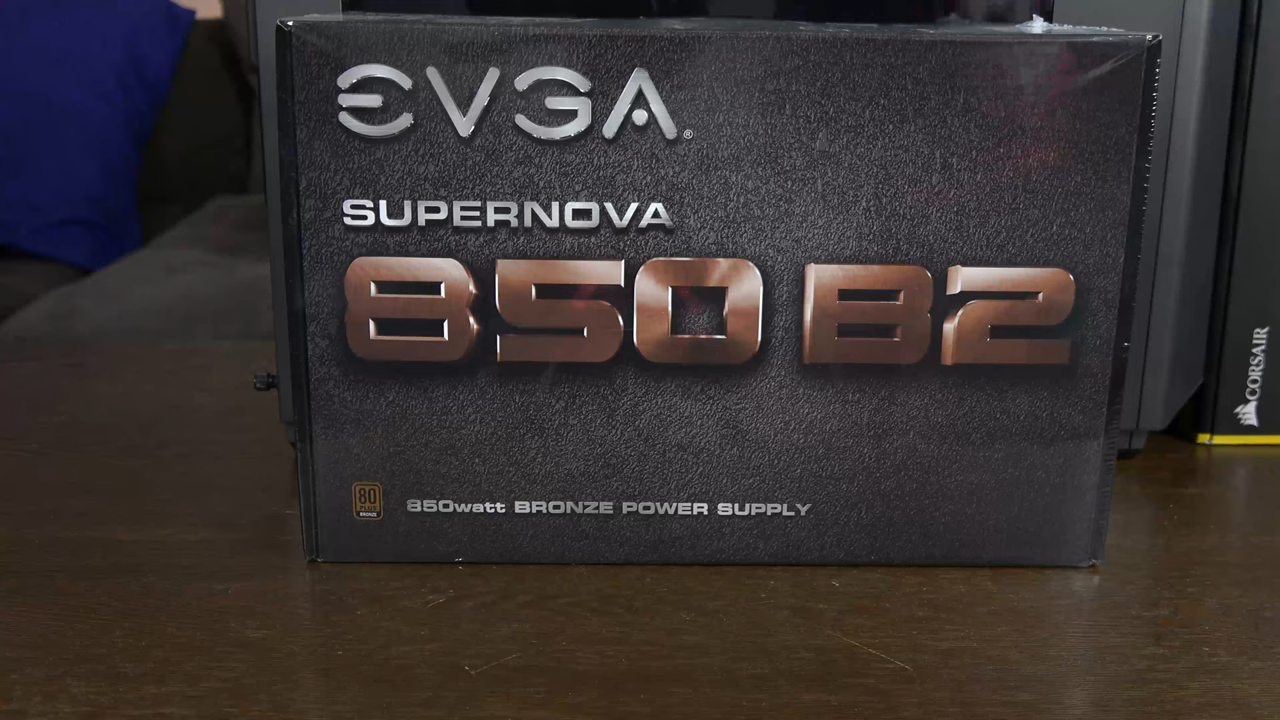 EVGA®
SUPERNOVA
850 B2
80
PLUS
BRONZE
850watt BRONZE POWER SUPPLY
CORSAIR